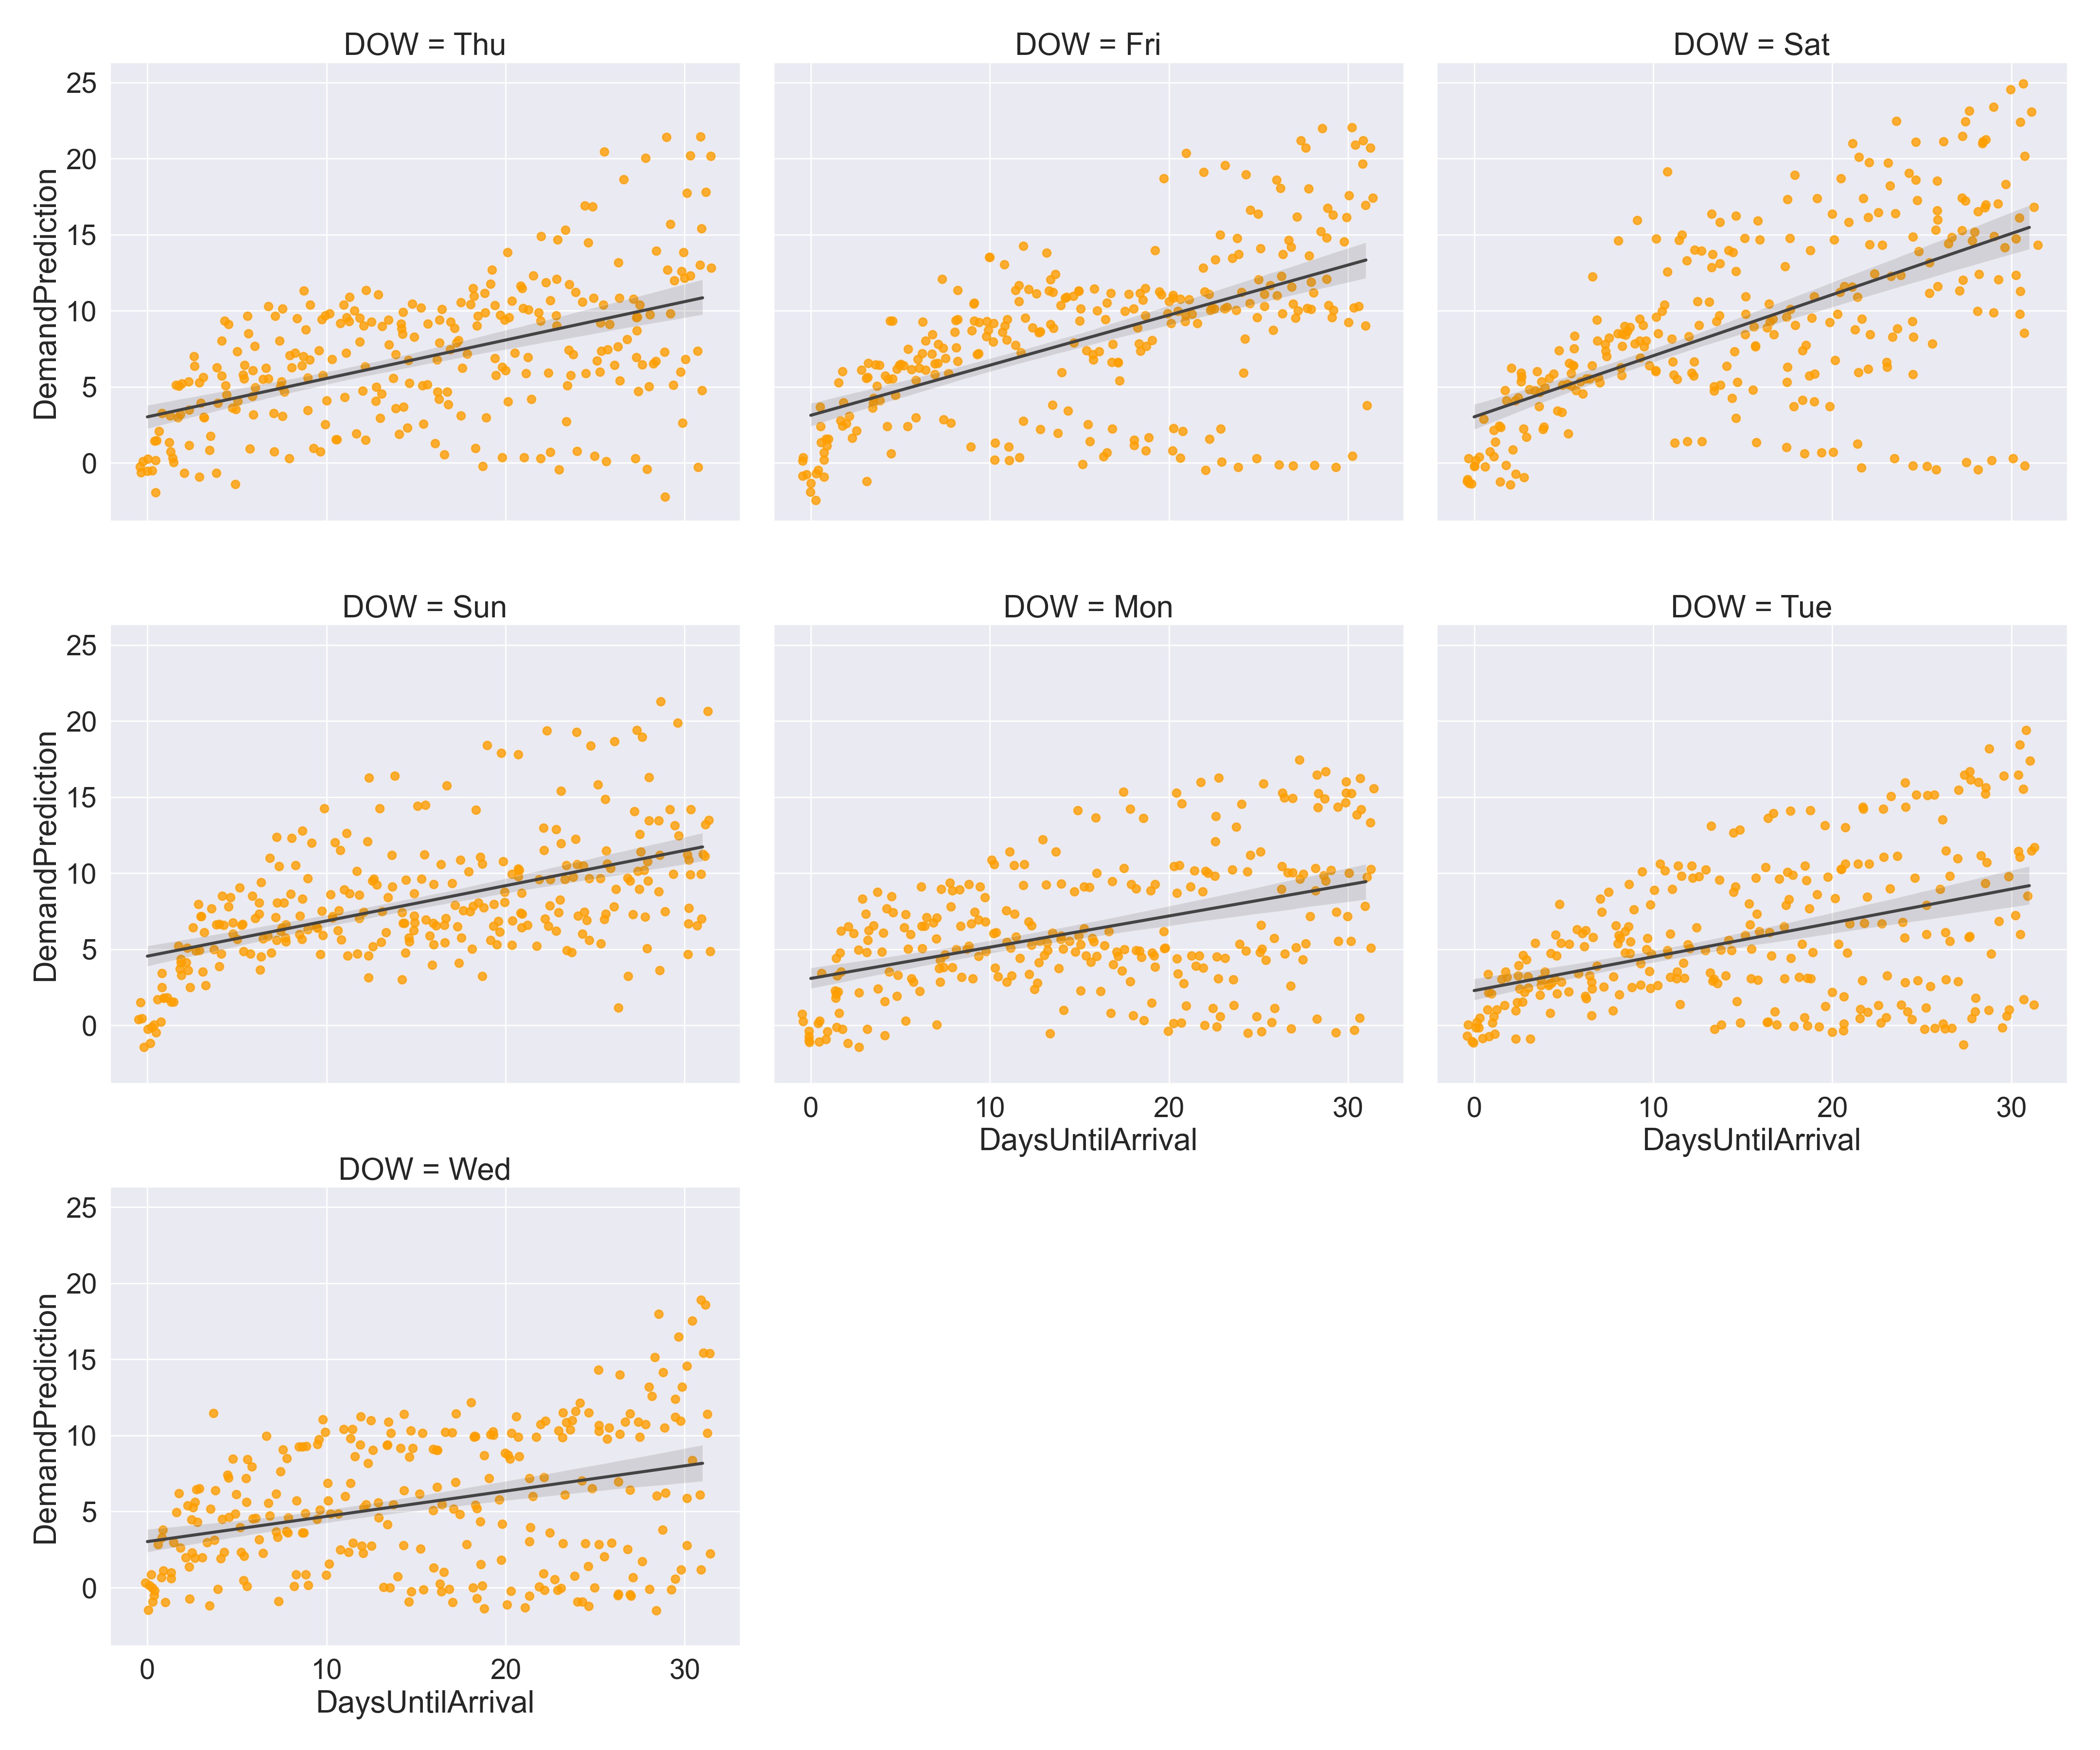 DOW = Thu
DOW = Fri
DOW = Sat
25
20
15
10
5
0
DemandPrediction
DOW = Sun
DOW = Mon
DOW = Tue
25
20
15
10
5
0
DemandPrediction
0 10 20 30
0 10 20 30
DaysUntilArrival
DaysUntilArrival
DOW = Wed
25
20
15
10
5
0
DemandPrediction
0 10 20 30
DaysUntilArrival